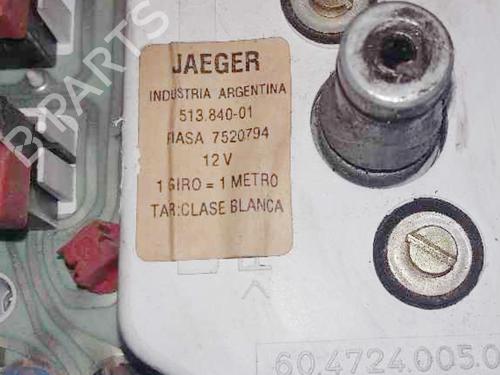 JAEGER
INDUSTRIA ARGENTINA
513.840-01
RASA 7520794
12 V
1 GIRO = 1 METRO
TAR:CLASE BLANCA
60.4724.005.0
B PARTS